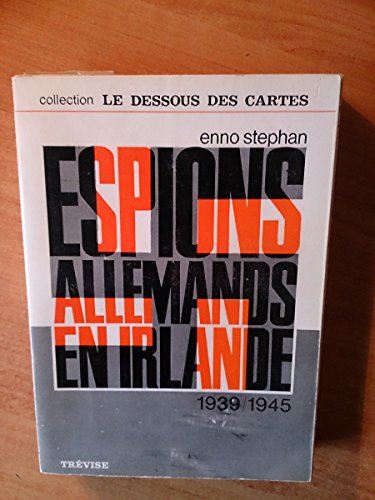 collection LE DESSOUS DES CARTES
enno stephan
ESPIONS
ALLEMANDS
EN IRLANDE
1939/1945
TRÉVISE